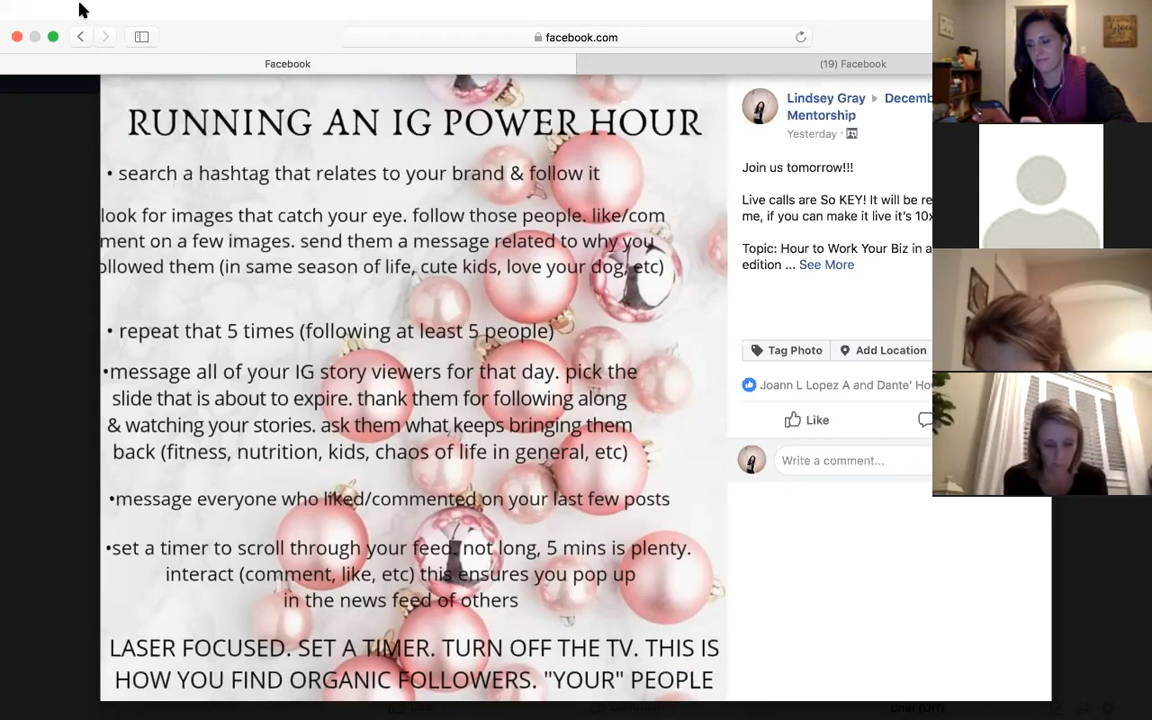 facebook.com
Facebook
(19) Facebook
RUNNING AN IG POWER HOUR
• search a hashtag that relates to your brand & follow it
look for images that catch your eye. follow those people. like/com
ment on a few images. send them a message related to why you
ollowed them (in same season of life, cute kids, love your dog, etc)
• repeat that 5 times (following at least 5 people)
•message all of your IG story viewers for that day. pick the
slide that is about to expire. thank them for following along
& watching your stories. ask them what keeps bringing them
back (fitness, nutrition, kids, chaos of life in general, etc)
•message everyone who liked/commented on your last few posts
•set a timer to scroll through your feed. not long, 5 mins is plenty.
interact (comment, like, etc) this ensures you pop up
in the news feed of others
LASER FOCUSED. SET A TIMER. TURN OFF THE TV. THIS IS
HOW YOU FIND ORGANIC FOLLOWERS. "YOUR" PEOPLE
Lindsey Gray ▸ Decemb
Mentorship
Yesterday ·
Join us tomorrow!!!
Live calls are So KEY! It will be re
me, if you can make it live it's 10x
Topic: Hour to Work Your Biz in a
edition ... See More
Tag Photo
Add Location
Joann L Lopez A and Dante' Ho
Like
Write a comment...
Chat (Off)